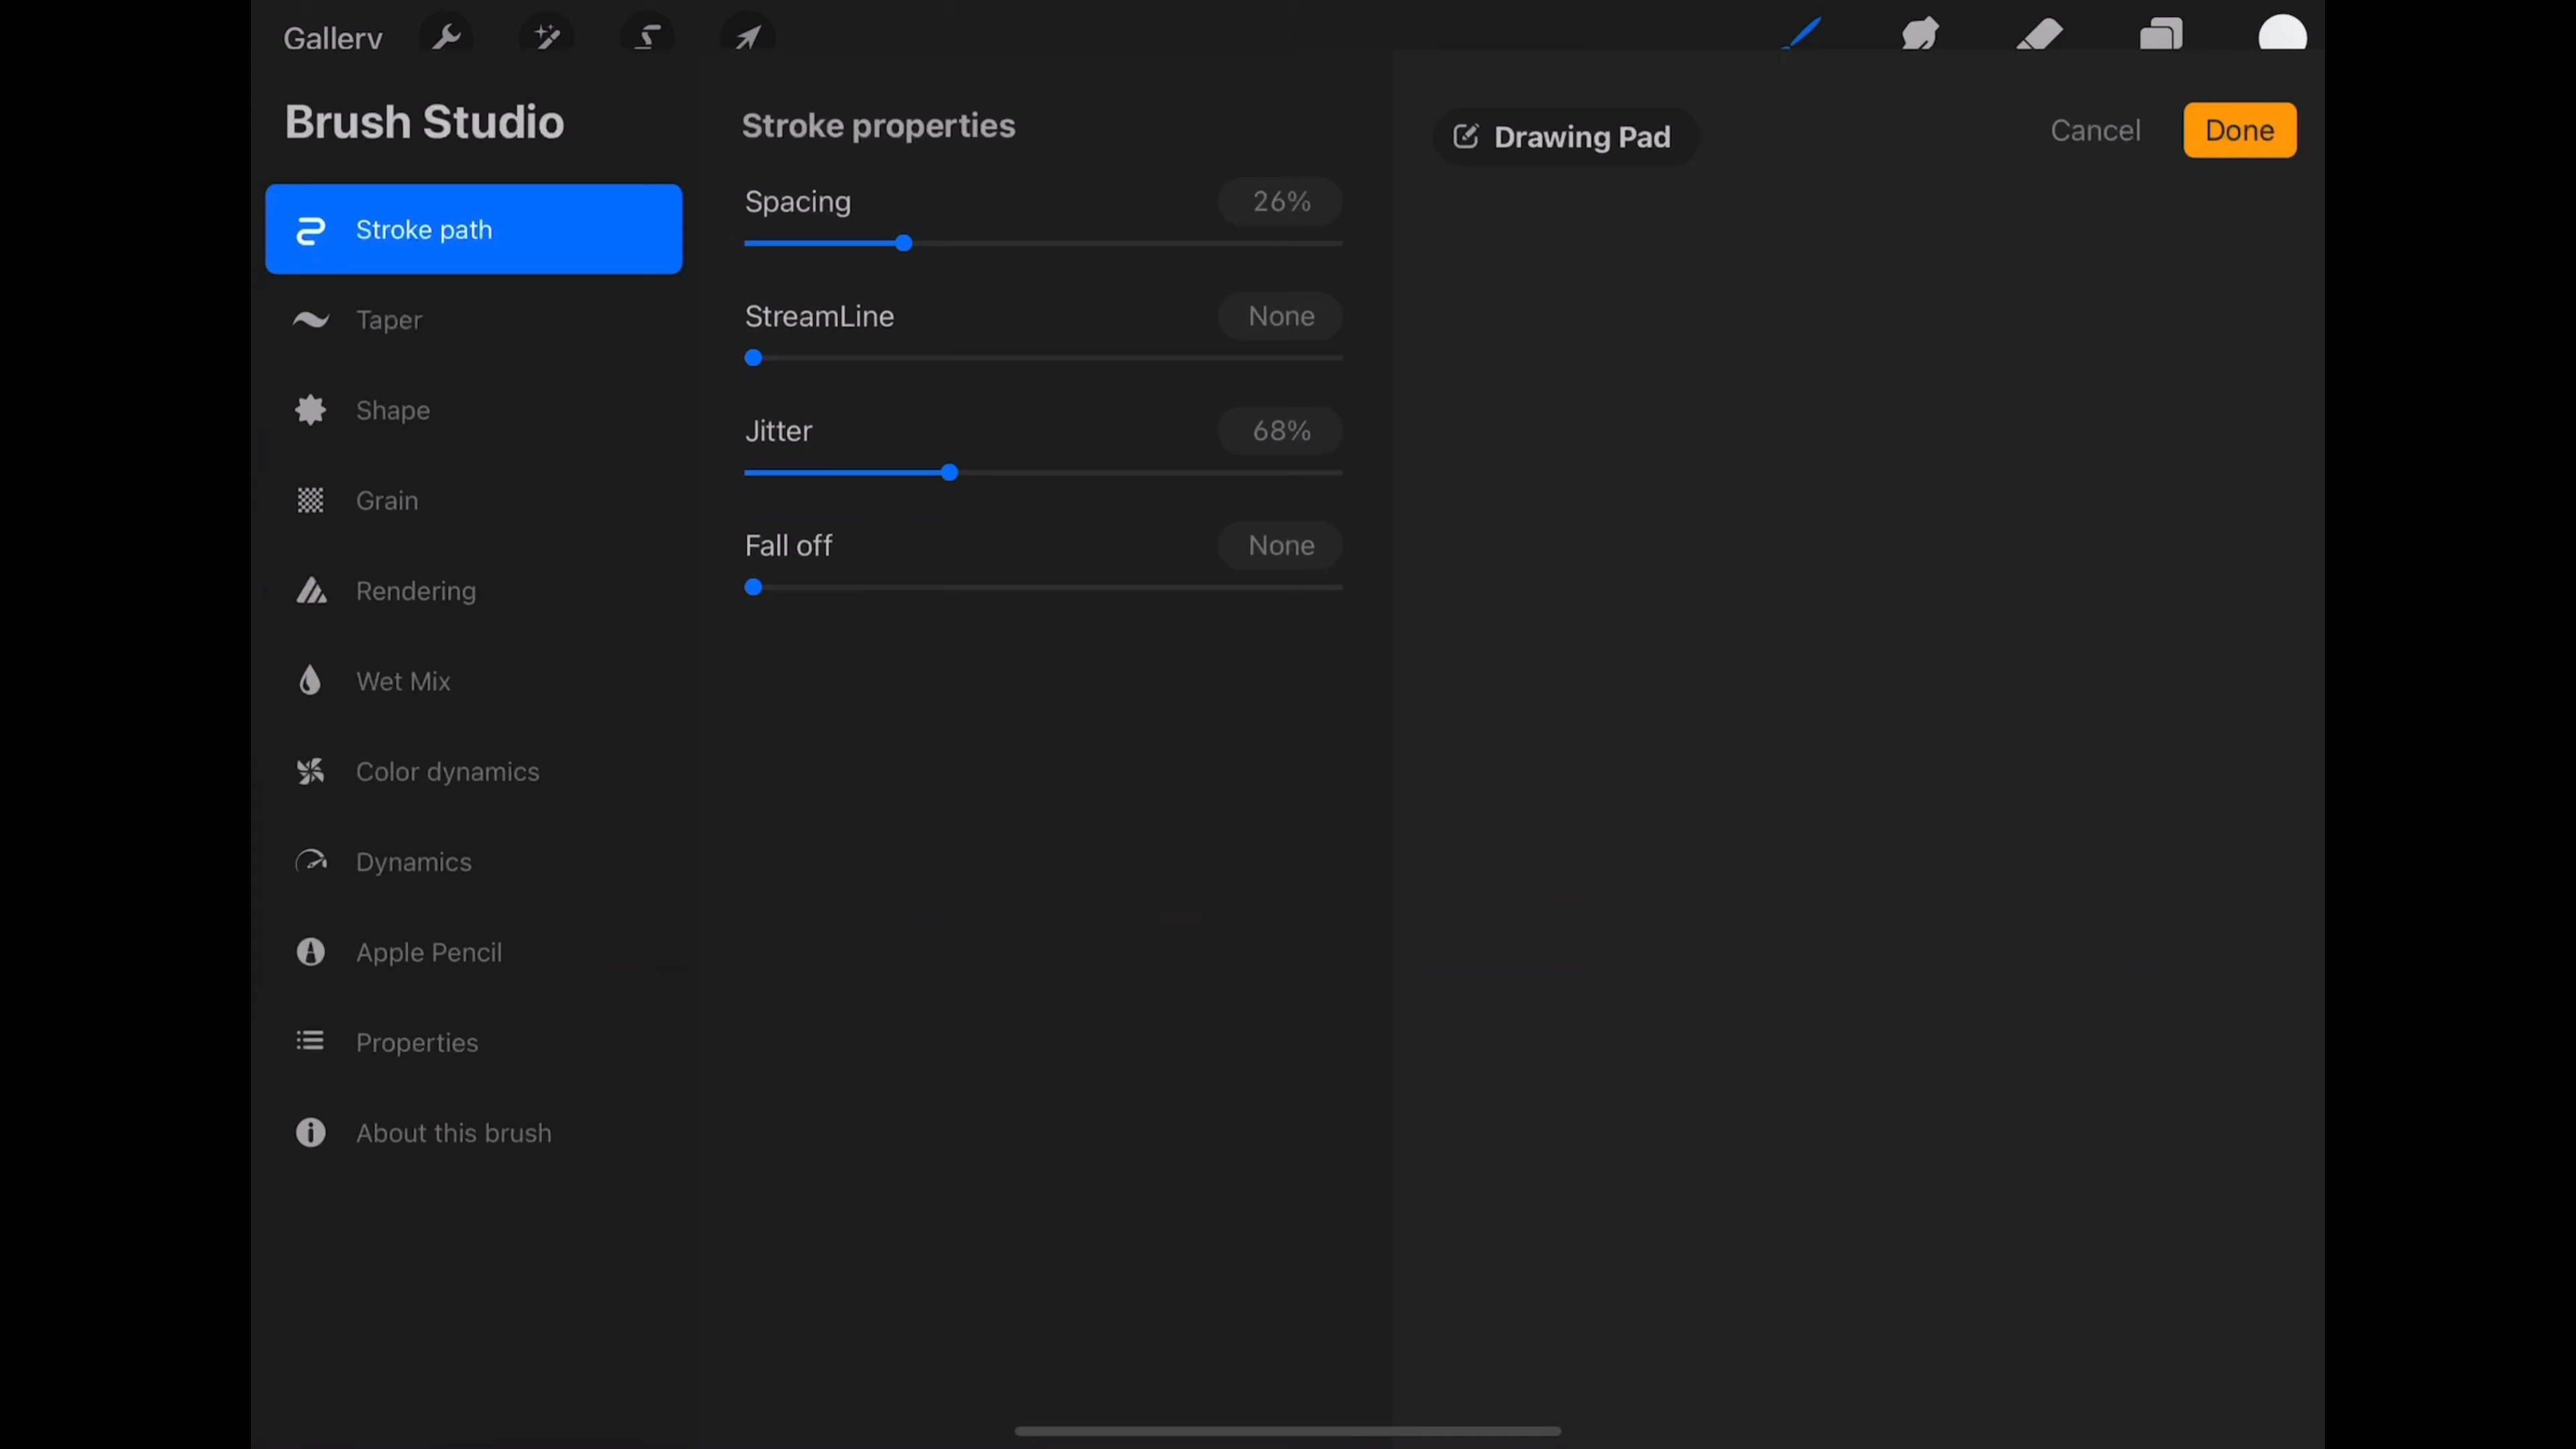 Gallery
Brush Studio
Stroke path
Taper
Shape
Grain
Rendering
Wet Mix
Color dynamics
Dynamics
Apple Pencil
Properties
About this brush
Stroke properties
Spacing 26%
StreamLine None
Jitter 68%
Fall off None
Drawing Pad
Cancel Done